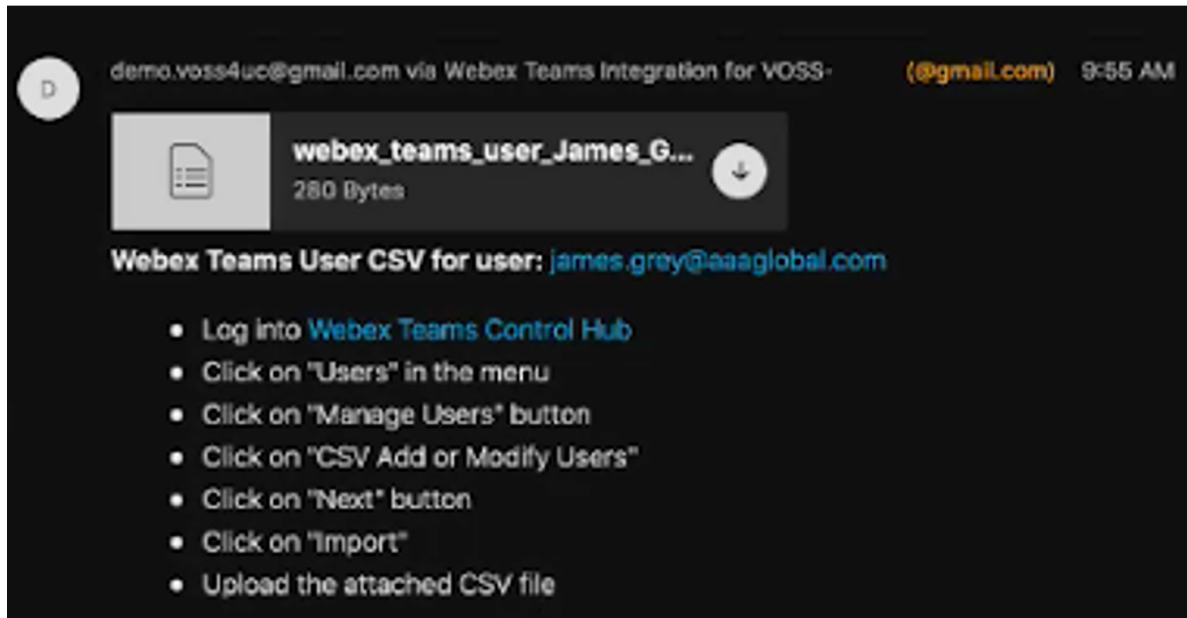 D
demo.voss4uc@gmail.com via Webex Teams Integration for VOSS- (@gmail.com) 9:55 AM
webex_teams_user_James_G...
280 Bytes
Webex Teams User CSV for user: james.grey@aaaglobal.com
• Log into Webex Teams Control Hub
• Click on "Users" in the menu
• Click on "Manage Users" button
• Click on "CSV Add or Modify Users"
• Click on "Next" button
• Click on "Import"
• Upload the attached CSV file